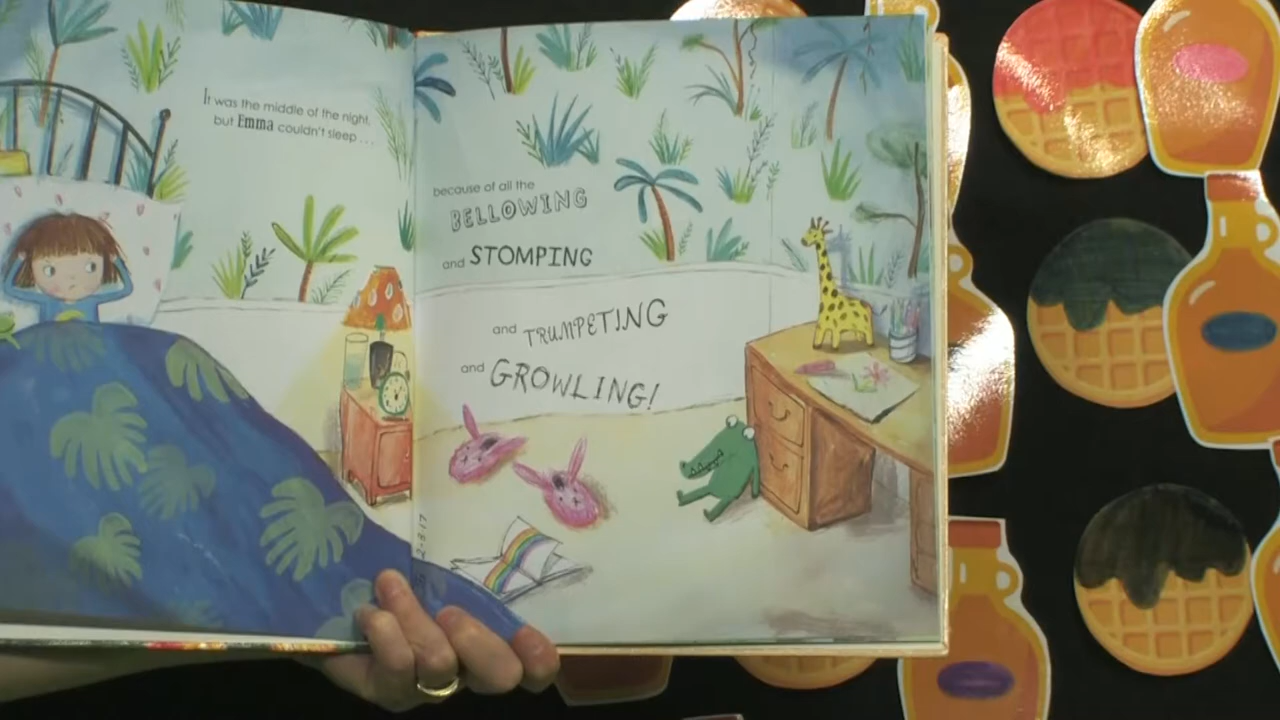 It was the middle of the night,
but Emma couldn't sleep . . .
because of all the
BELLOWING
and STOMPING
and TRUMPETING
and GROWLING!